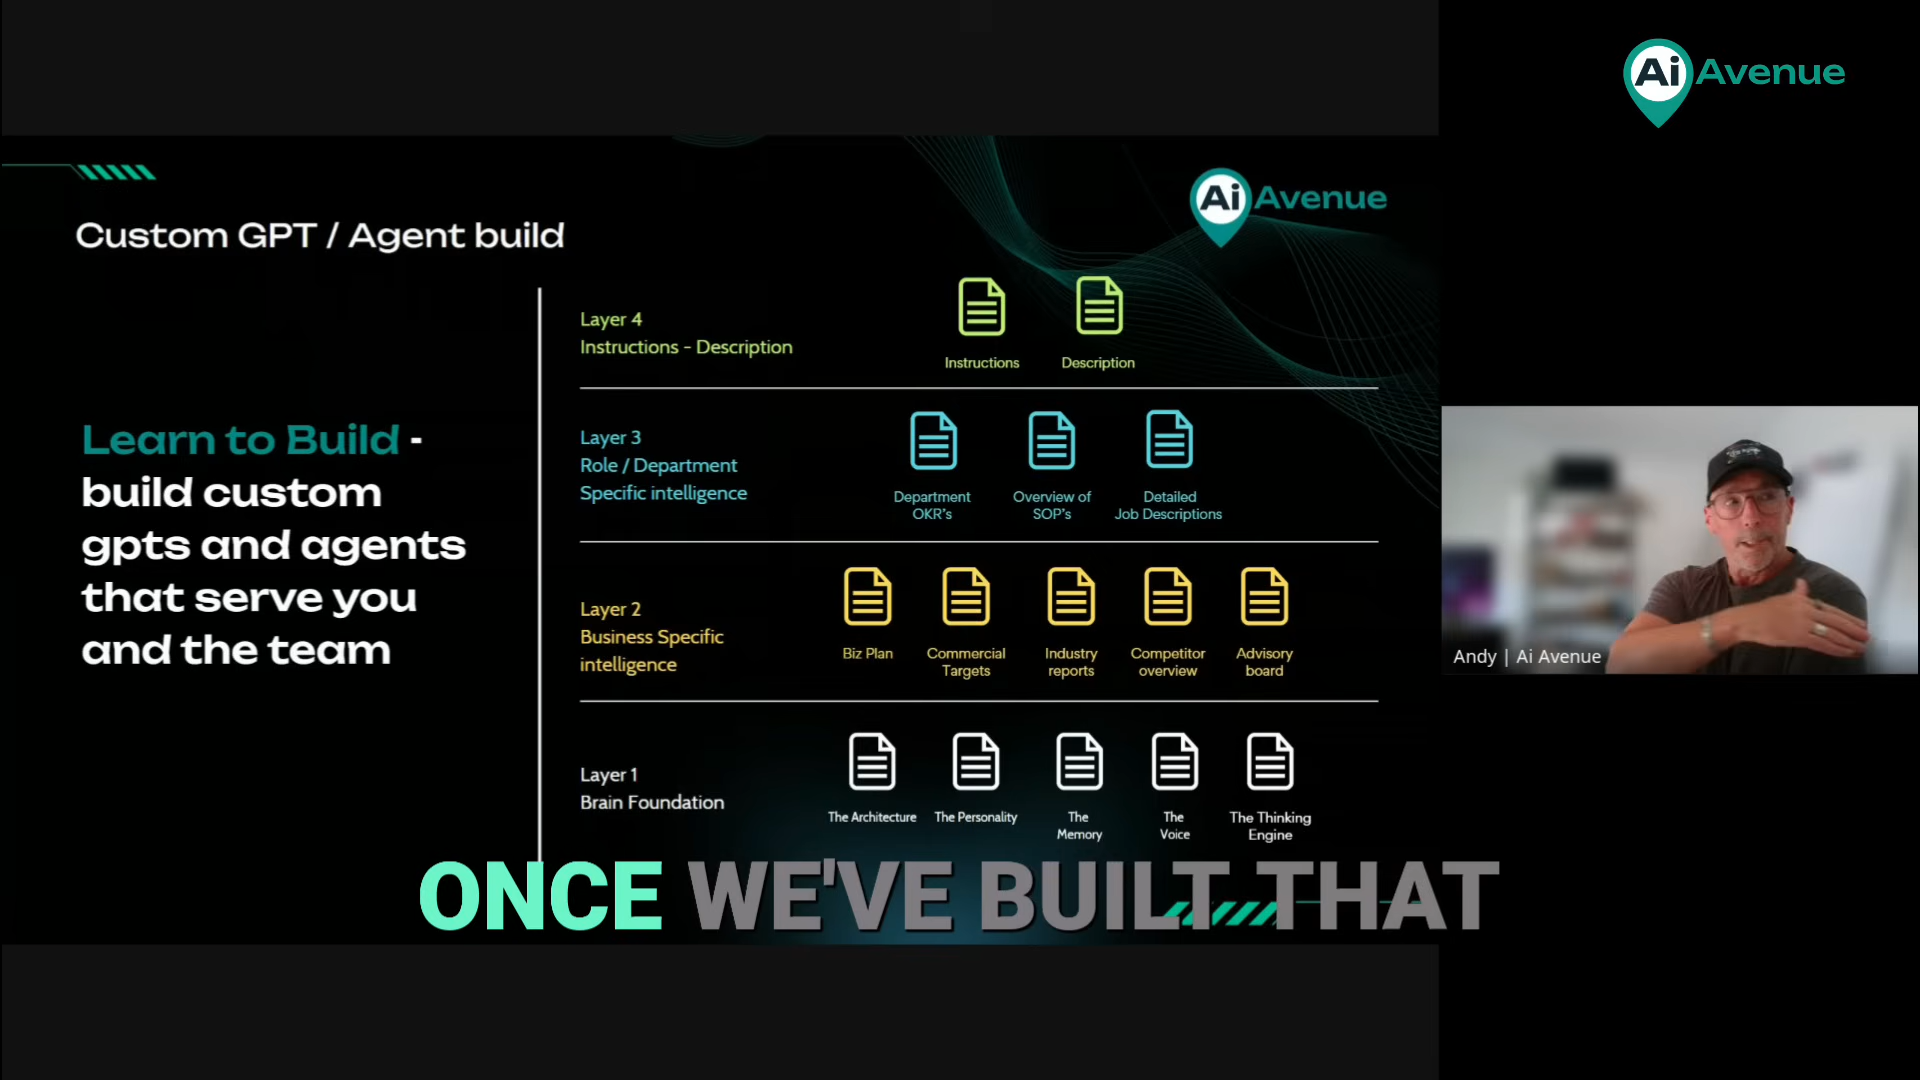 Ai Avenue
Ai Avenue
Custom GPT / Agent build
Learn to Build -
build custom
gpts and agents
that serve you
and the team
Layer 4
Instructions - Description
Instructions
Description
Layer 3
Role / Department
Specific intelligence
Department
OKR's
Overview of
SOP's
Detailed
Job Descriptions
Layer 2
Business Specific
intelligence
Biz Plan
Commercial
Targets
Industry
reports
Competitor
overview
Advisory
board
Layer 1
Brain Foundation
The Architecture
The Personality
The
Memory
The
Voice
The Thinking
Engine
Andy | Ai Avenue
ONCE WE'VE BUILT THAT